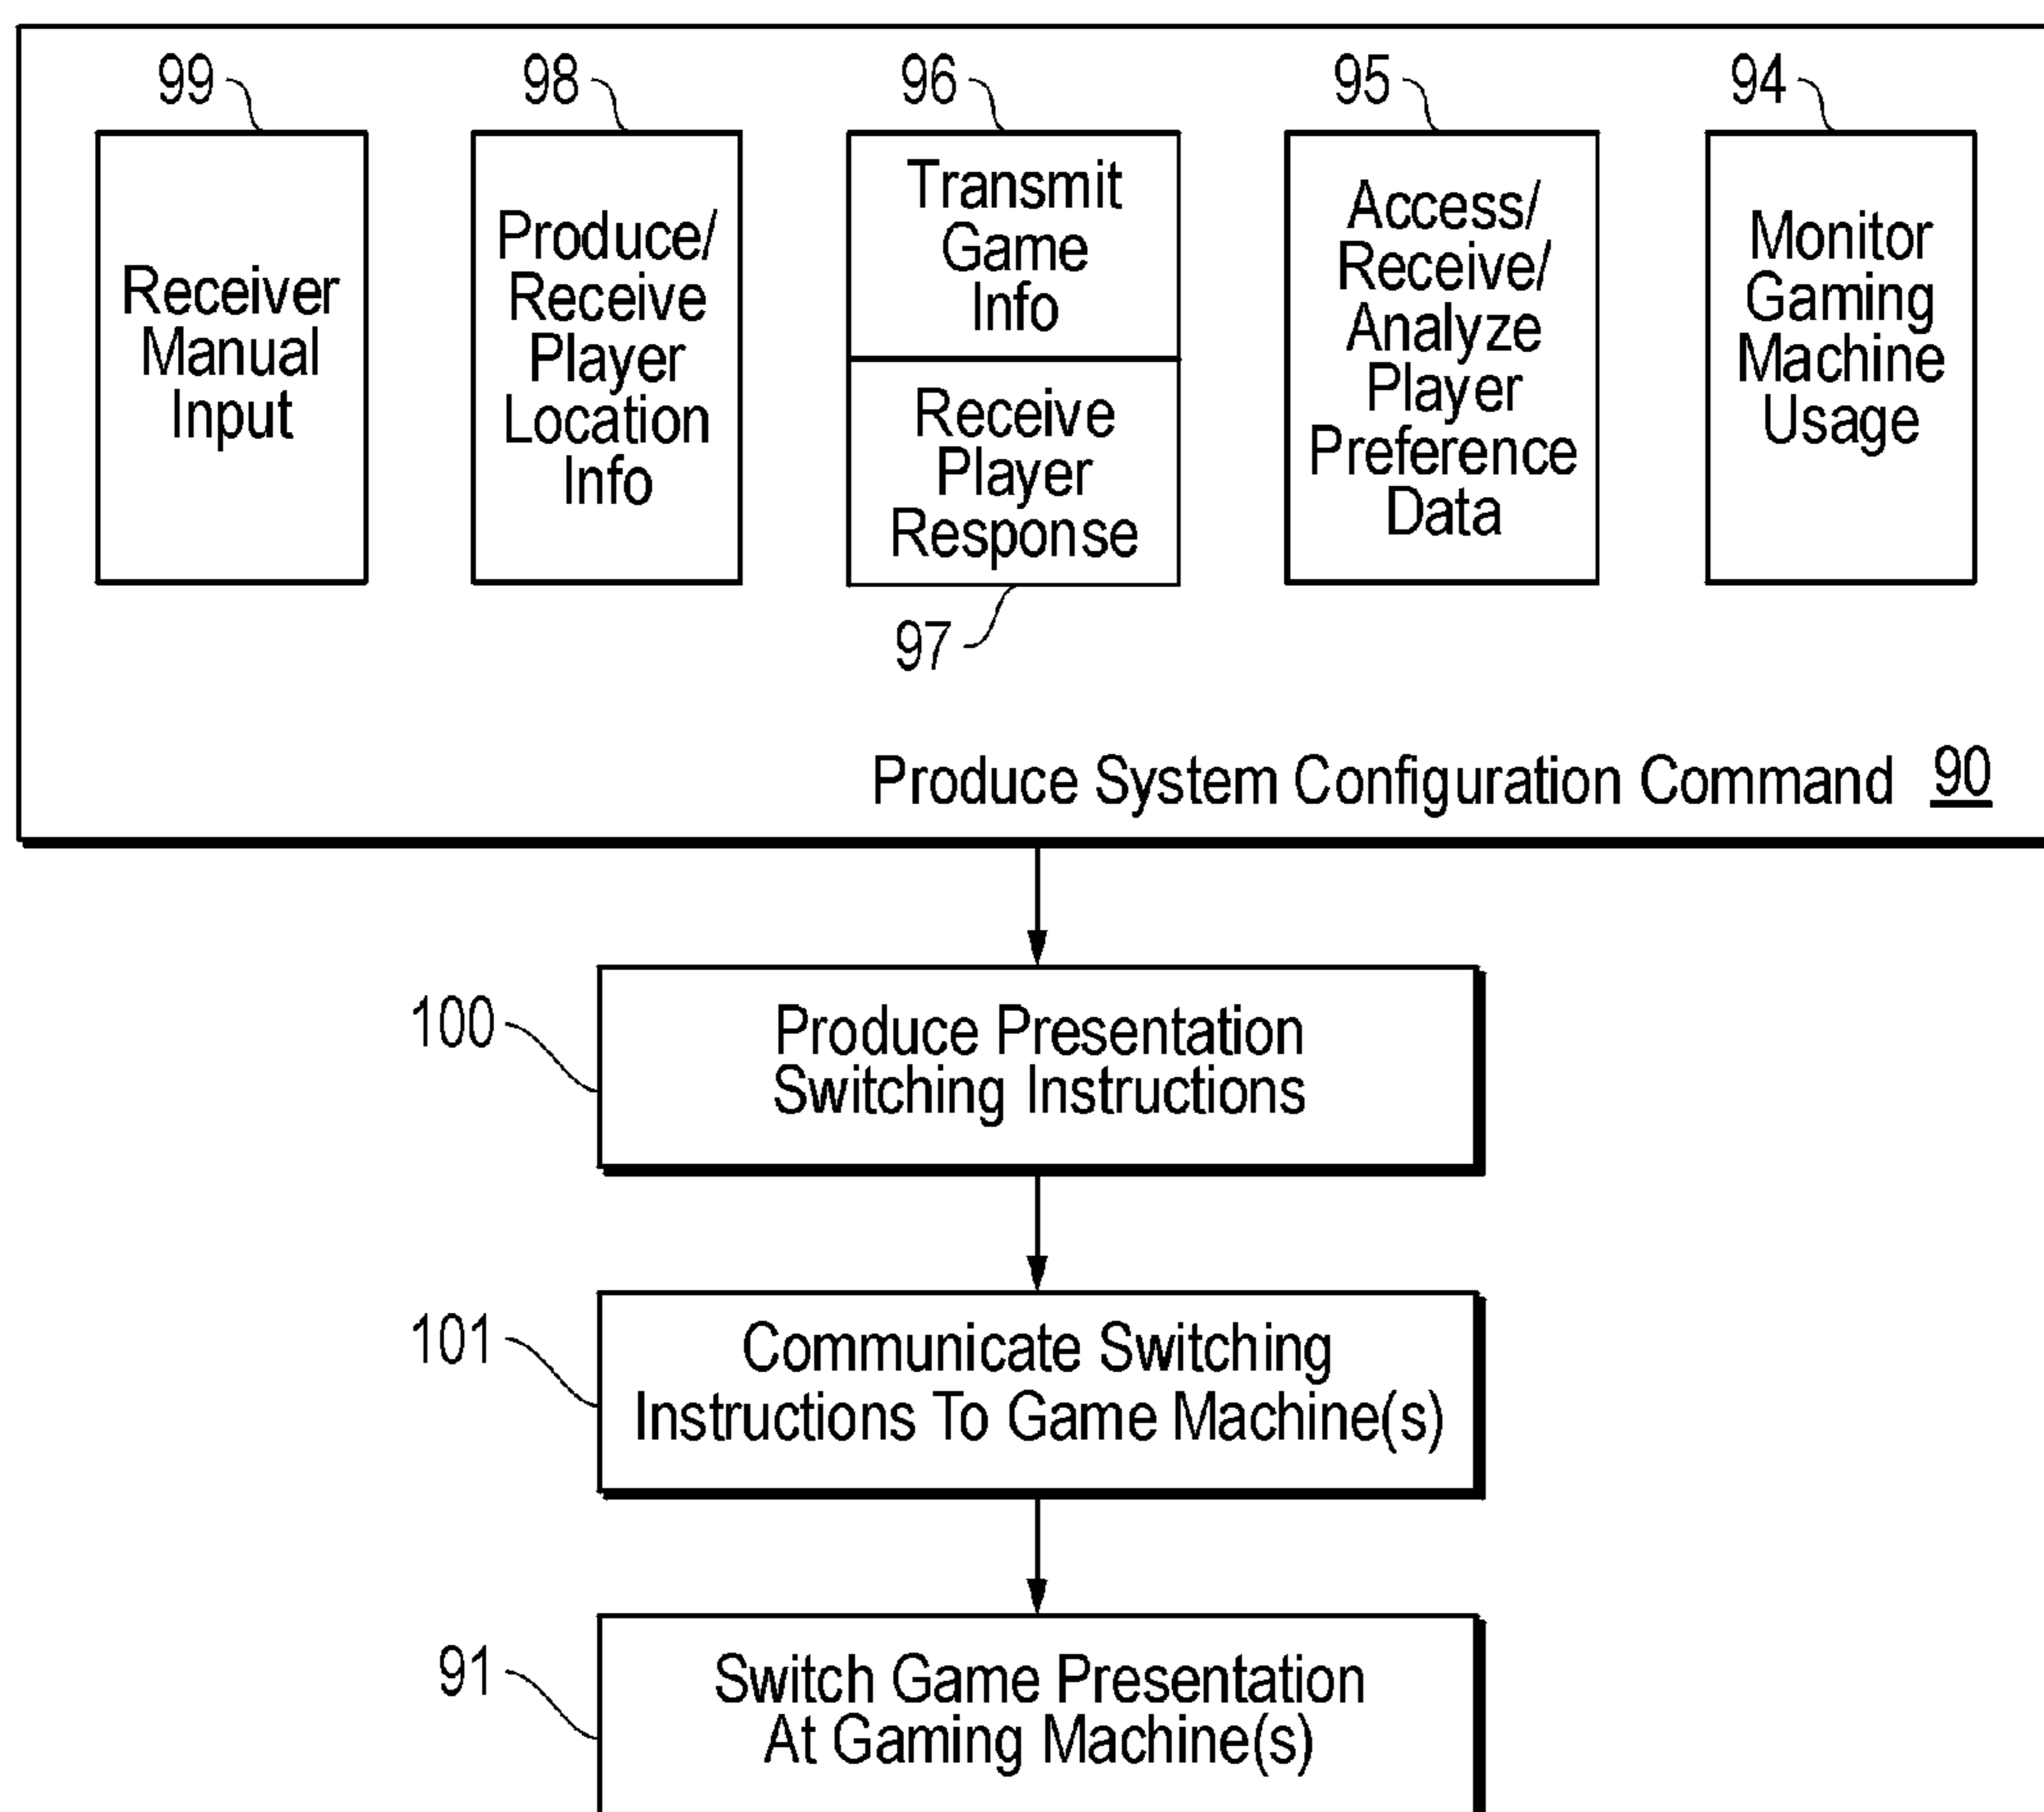 99
98
96
95
94
Receiver
Manual
Input
Produce/
Receive
Player
Location
Info
Transmit
Game
Info
Receive
Player
Response
97
Access/
Receive/
Analyze
Player
Preference
Data
Monitor
Gaming
Machine
Usage
Produce System Configuration Command 90
100
Produce Presentation
Switching Instructions
101
Communicate Switching
Instructions To Game Machine(s)
91
Switch Game Presentation
At Gaming Machine(s)